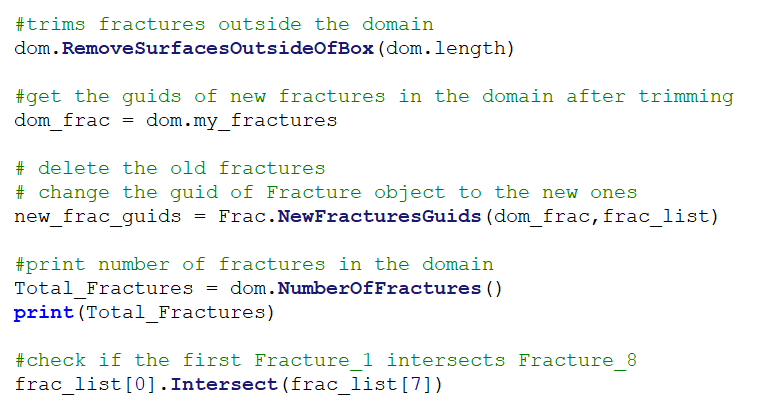 #trims fractures outside the domain
dom.RemoveSurfacesOutsideOfBox(dom.length)
#get the guids of new fractures in the domain after trimming
dom_frac = dom.my_fractures
# delete the old fractures
# change the guid of Fracture object to the new ones
new_frac_guids = Frac.NewFracturesGuids(dom_frac,frac_list)
#print number of fractures in the domain
Total_Fractures = dom.NumberOfFractures()
print(Total_Fractures)
#check if the first Fracture_1 intersects Fracture_8
frac_list[0].Intersect(frac_list[7])